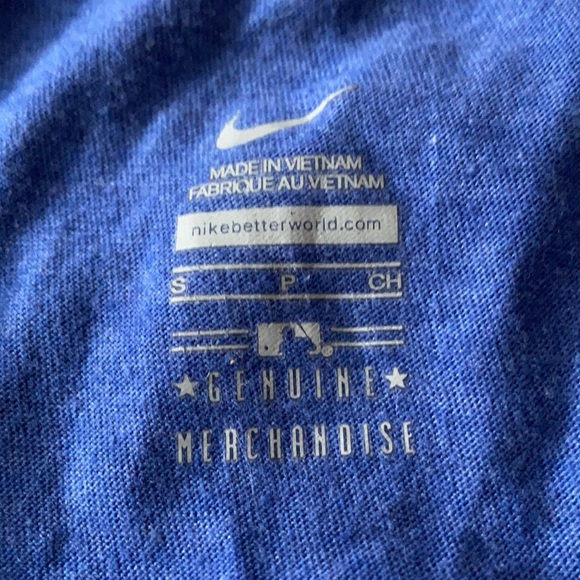 MADE IN VIETNAM
FABRIQUE AU VIETNAM
nikebetterworld.com
S P CH
GENUINE
MERCHANDISE